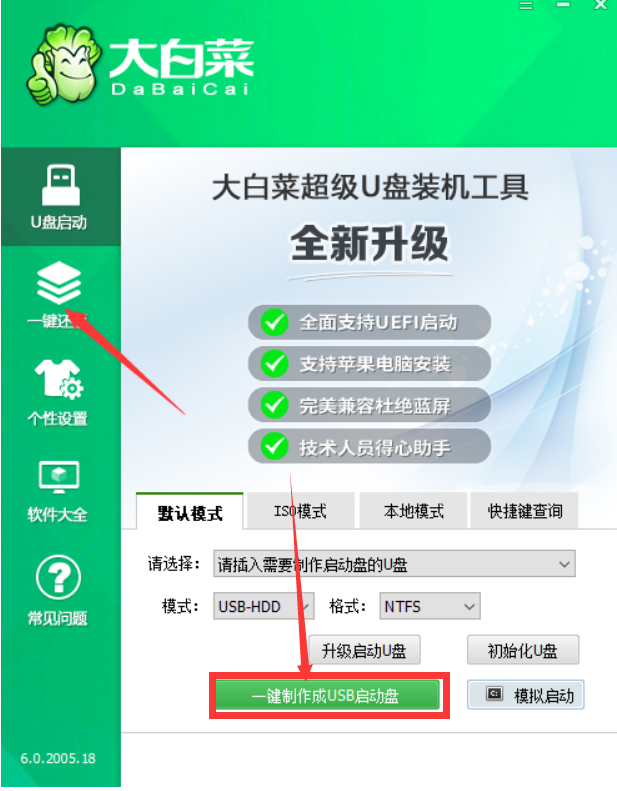 大白菜
DaBaiCai
U盘启动
一键还
个性设置
软件大全
常见问题
6.0.2005.18
大白菜超级U盘装机工具
全新升级
全面支持UEFI启动
支持苹果电脑安装
完美兼容杜绝蓝屏
技术人员得心助手
默认模式 ISO模式 本地模式 快捷键查询
请选择： 请插入需要制作启动盘的U盘
模式： USB-HDD 格式： NTFS
升级启动U盘 初始化U盘
一键制作成USB启动盘 模拟启动